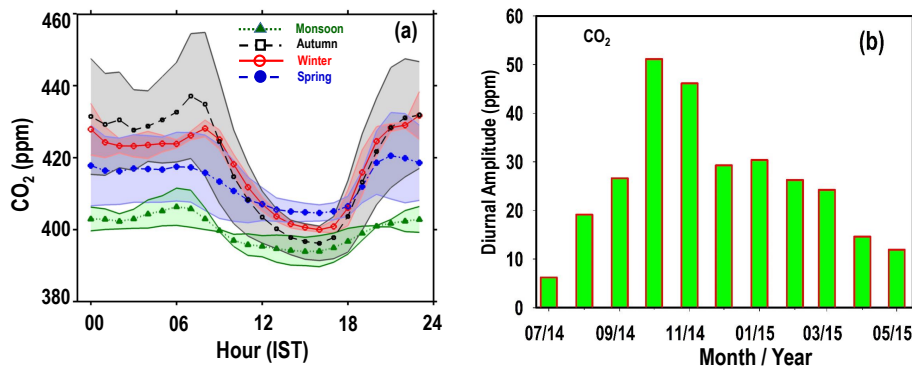 (a)
Monsoon
Autumn
Winter
Spring
460
440
420
400
380
CO₂ (ppm)
00 06 12 18 24
Hour (IST)
(b)
CO₂
60
50
40
30
20
10
0
Diurnal Amplitude (ppm)
07/14 09/14 11/14 01/15 03/15 05/15
Month / Year